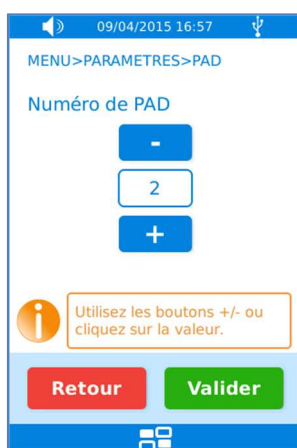 09/04/2015 16:57
MENU>PARAMETRES>PAD
Numéro de PAD
-
2
+
Utilisez les boutons +/- ou
cliquez sur la valeur.
Retour Valider